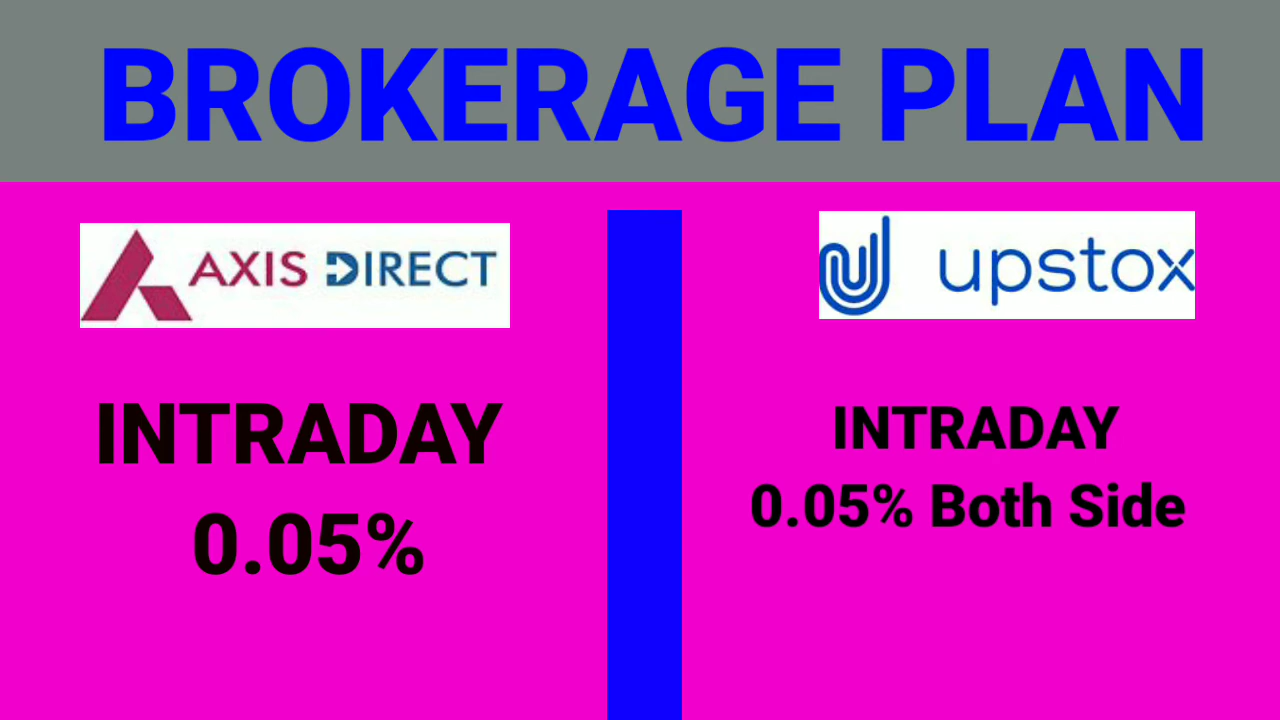 BROKERAGE PLAN
AXIS DIRECT
INTRADAY
0.05%
upstox
INTRADAY
0.05% Both Side